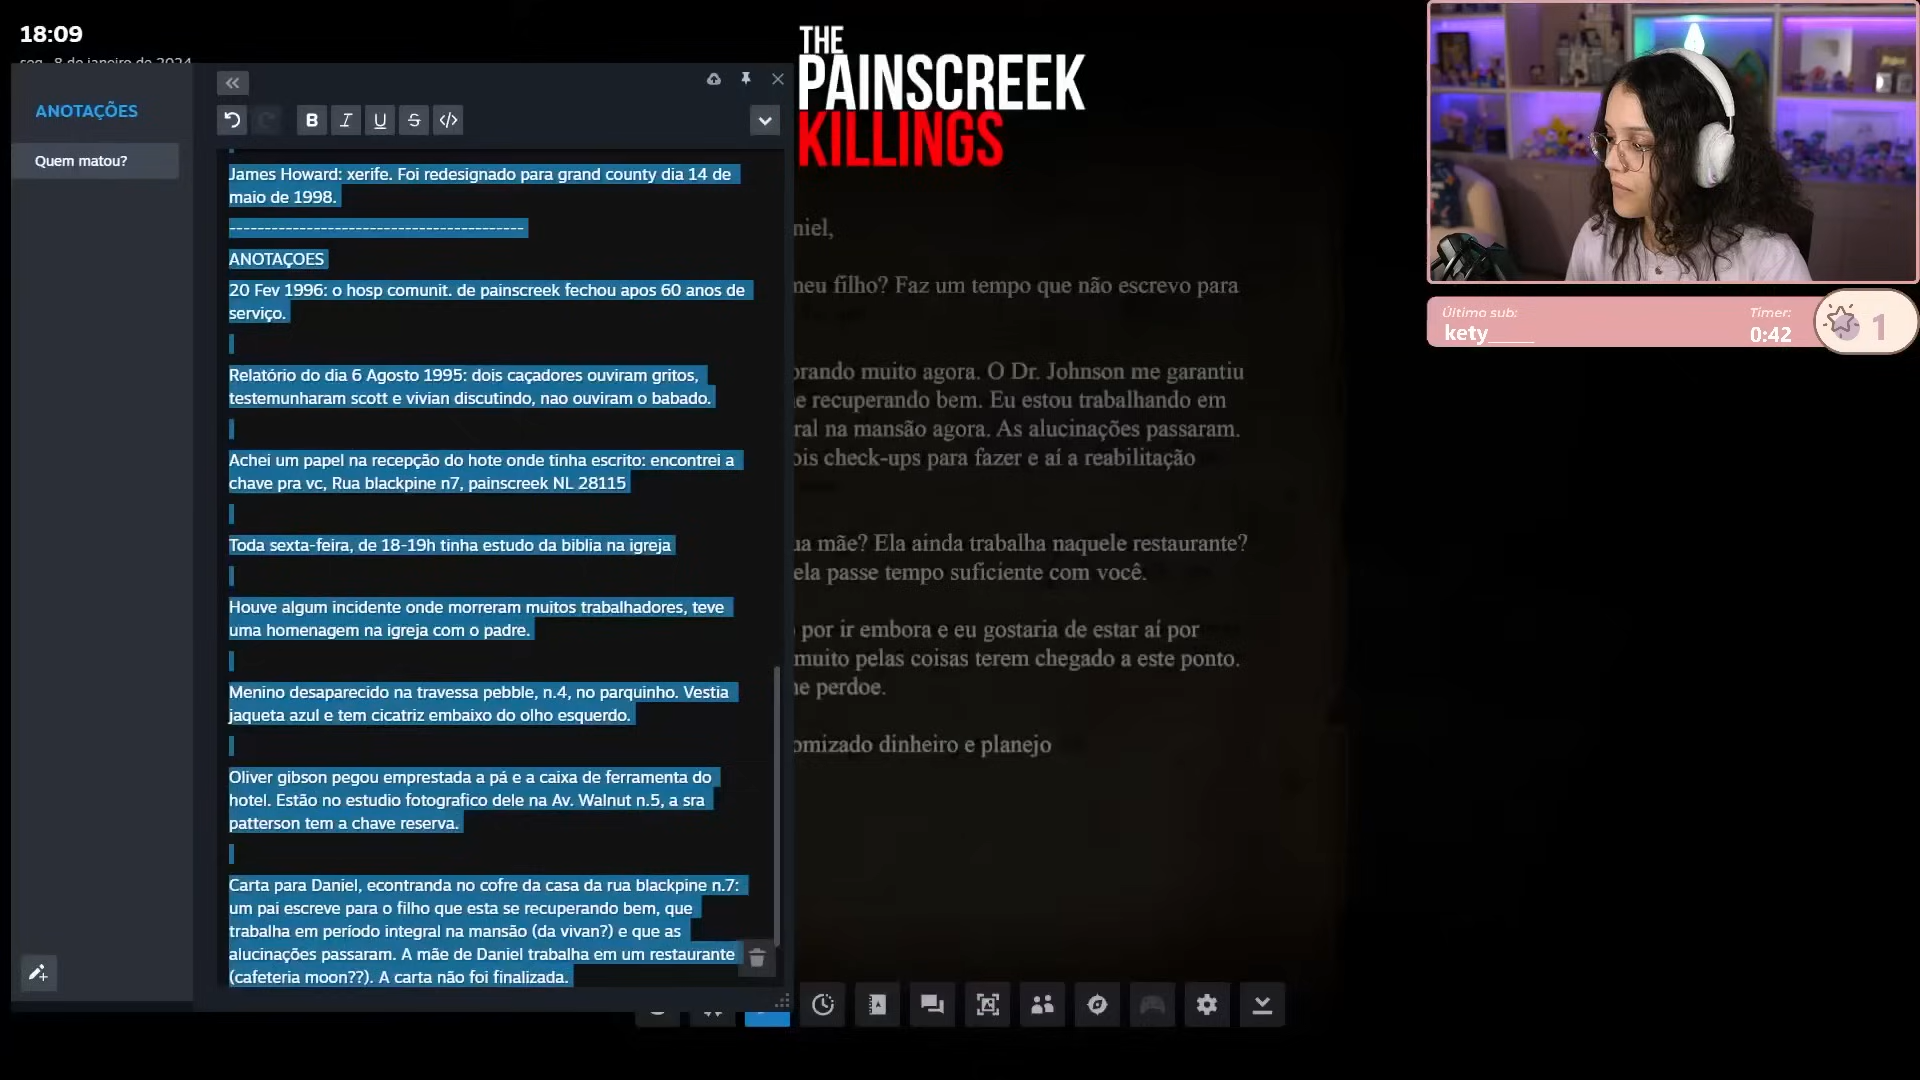 18:09
seg., 8 de janeiro de 2024
ANOTAÇÕES
Quem matou?
B I U S </>
James Howard: xerife. Foi redesignado para grand county dia 14 de
maio de 1998.
------------------------------------------
ANOTAÇOES
20 Fev 1996: o hosp comunit. de painscreek fechou apos 60 anos de
serviço.
Relatório do dia 6 Agosto 1995: dois caçadores ouviram gritos,
testemunharam scott e vivian discutindo, nao ouviram o babado.
Achei um papel na recepção do hote onde tinha escrito: encontrei a
chave pra vc, Rua blackpine n7, painscreek NL 28115
Toda sexta-feira, de 18-19h tinha estudo da biblia na igreja
Houve algum incidente onde morreram muitos trabalhadores, teve
uma homenagem na igreja com o padre.
Menino desaparecido na travessa pebble, n.4, no parquinho. Vestia
jaqueta azul e tem cicatriz embaixo do olho esquerdo.
Oliver gibson pegou emprestada a pá e a caixa de ferramenta do
hotel. Estão no estudio fotografico dele na Av. Walnut n.5, a sra
patterson tem a chave reserva.
Carta para Daniel, econtranda no cofre da casa da rua blackpine n.7:
um pai escreve para o filho que esta se recuperando bem, que
trabalha em período integral na mansão (da vivan?) e que as
alucinações passaram. A mãe de Daniel trabalha em um restaurante
(cafeteria moon??). A carta não foi finalizada.
THE
PAINSCREEK
KILLINGS
niel,
meu filho? Faz um tempo que não escrevo para
orando muito agora. O Dr. Johnson me garantiu
e recuperando bem. Eu estou trabalhando em
ral na mansão agora. As alucinações passaram.
ois check-ups para fazer e aí a reabilitação
ua mãe? Ela ainda trabalha naquele restaurante?
ela passe tempo suficiente com você.
por ir embora e eu gostaria de estar aí por
muito pelas coisas terem chegado a este ponto.
ne perdoe.
omizado dinheiro e planejo
Último sub:
kety_____
Timer:
0:42
1